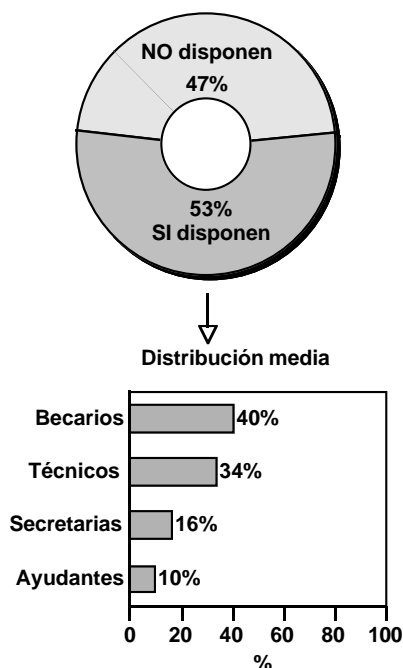 NO disponen
47%
53%
SI disponen
Distribución media
Becarios 40%
Técnicos 34%
Secretarias 16%
Ayudantes 10%
0 20 40 60 80 100
%